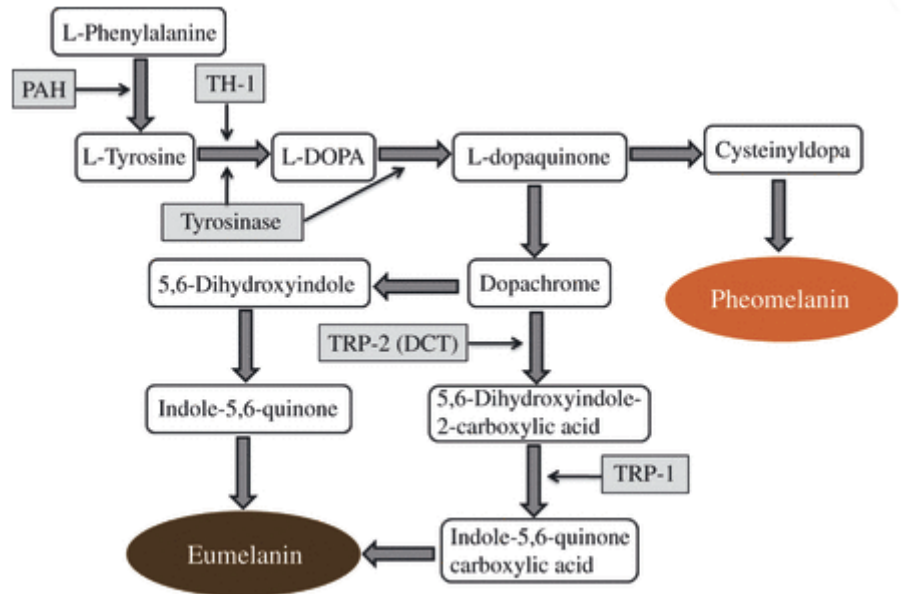 L-Phenylalanine
PAH
TH-1
L-Tyrosine
L-DOPA
L-dopaquinone
Cysteinyldopa
Tyrosinase
5,6-Dihydroxyindole
Dopachrome
Pheomelanin
TRP-2 (DCT)
Indole-5,6-quinone
5,6-Dihydroxyindole-
2-carboxylic acid
TRP-1
Eumelanin
Indole-5,6-quinone
carboxylic acid